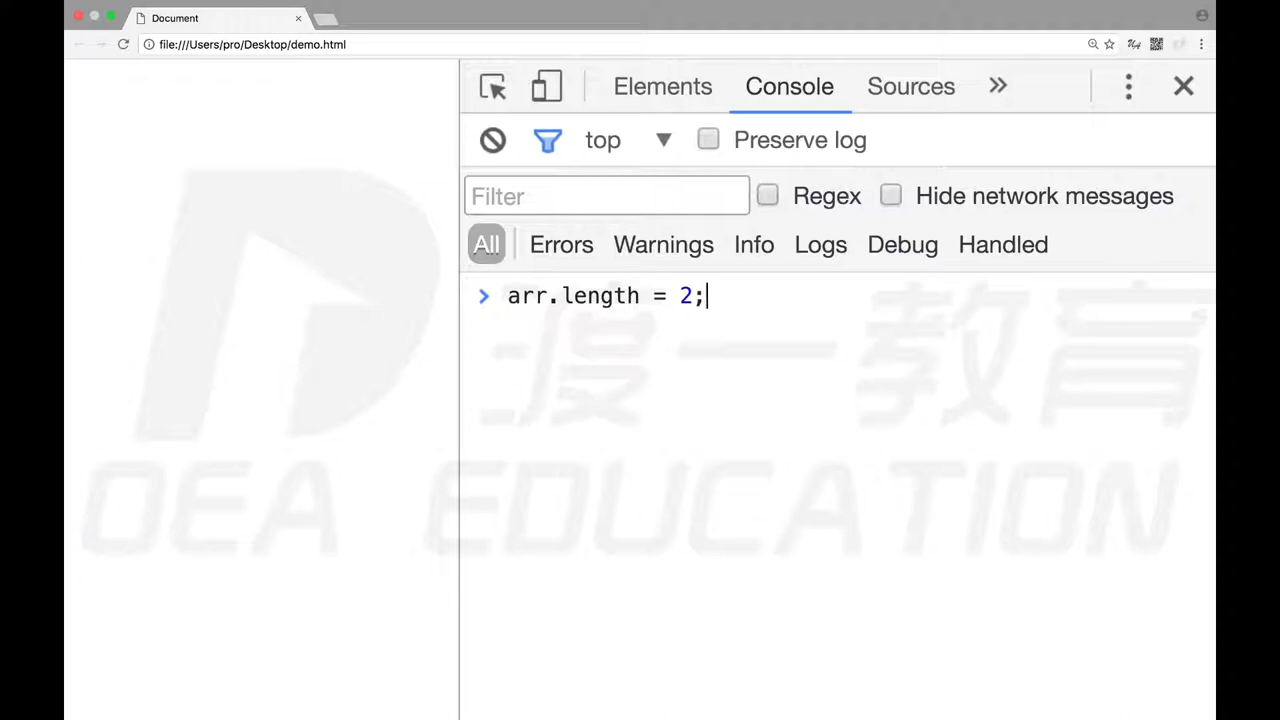 Document
file:///Users/pro/Desktop/demo.html
Elements Console Sources
top Preserve log
Filter Regex Hide network messages
All Errors Warnings Info Logs Debug Handled
> arr.length = 2;
渡一教育
OEA EDUCATION